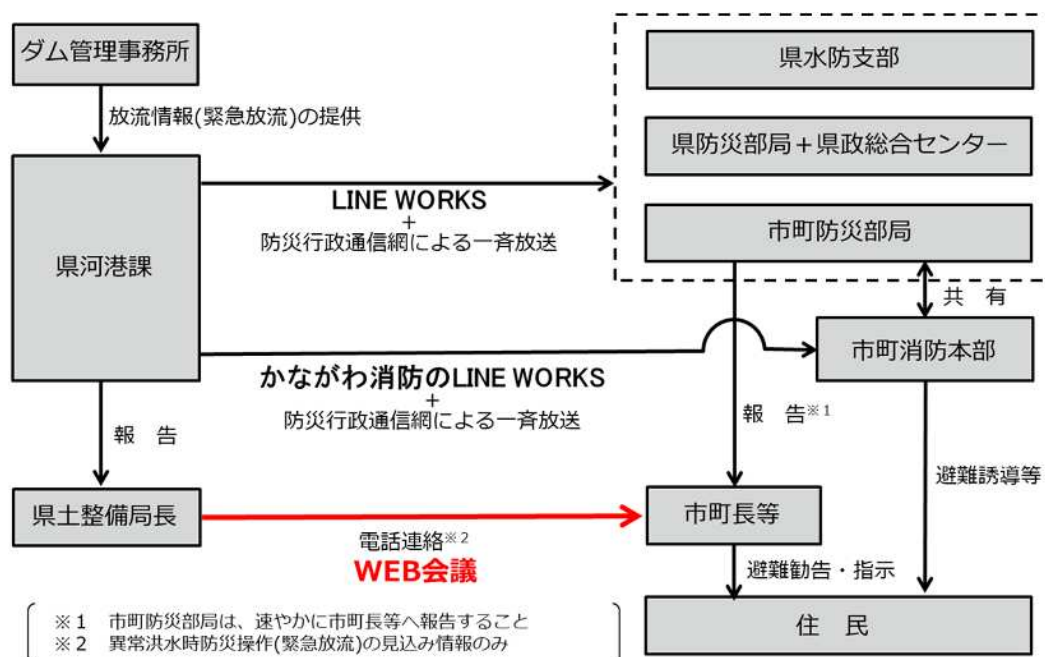 ダム管理事務所
放流情報(緊急放流)の提供
県河港課
LINE WORKS
+
防災行政通信網による一斉放送
県水防支部
県防災部局+県政総合センター
市町防災部局
共 有
市町消防本部
かながわ消防のLINE WORKS
+
防災行政通信網による一斉放送
報 告※1
報 告
避難誘導等
県土整備局長
電話連絡※2
WEB会議
市町長等
避難勧告・指示
住 民
※1 市町防災部局は、速やかに市町長等へ報告すること
※2 異常洪水時防災操作(緊急放流)の見込み情報のみ